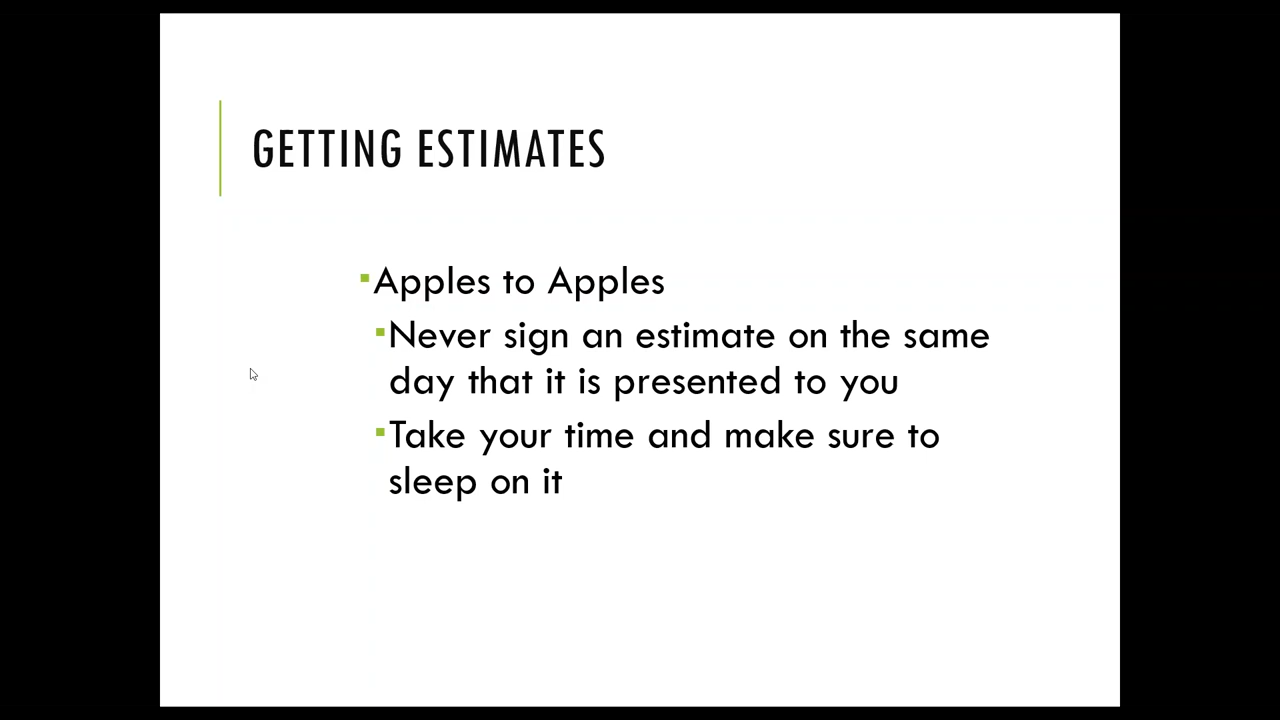 GETTING ESTIMATES
Apples to Apples
Never sign an estimate on the same
day that it is presented to you
Take your time and make sure to
sleep on it